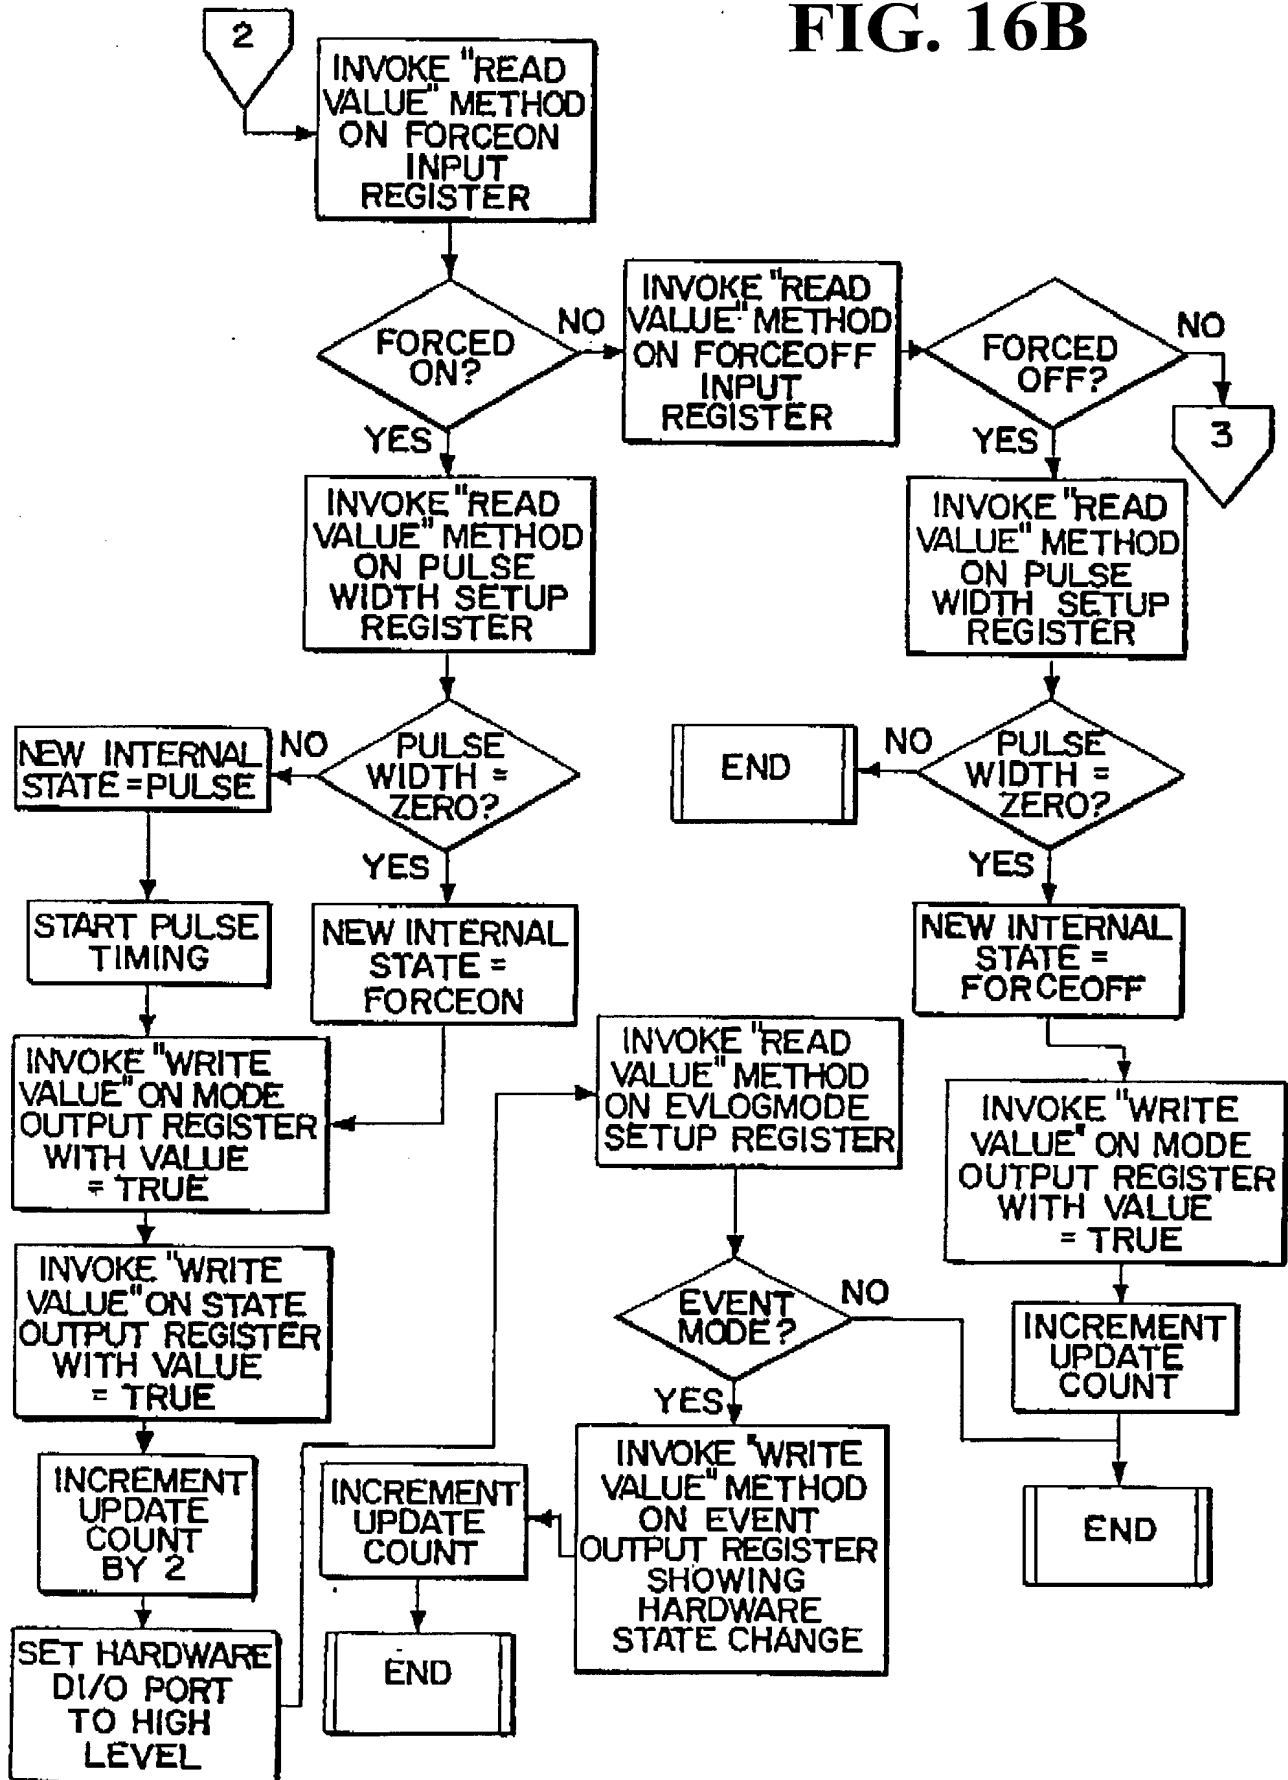 FIG. 16B
2
INVOKE "READ
VALUE" METHOD
ON FORCEON
INPUT
REGISTER
FORCED
ON?
NO
YES
INVOKE "READ
VALUE" METHOD
ON FORCEOFF
INPUT
REGISTER
FORCED
OFF?
NO
YES
3
INVOKE "READ
VALUE" METHOD
ON PULSE
WIDTH SETUP
REGISTER
INVOKE "READ
VALUE" METHOD
ON PULSE
WIDTH SETUP
REGISTER
PULSE
WIDTH =
ZERO?
NO
YES
NEW INTERNAL
STATE = PULSE
END
NO
PULSE
WIDTH =
ZERO?
YES
START PULSE
TIMING
NEW INTERNAL
STATE =
FORCEON
NEW INTERNAL
STATE =
FORCEOFF
INVOKE "WRITE
VALUE" ON MODE
OUTPUT REGISTER
WITH VALUE
= TRUE
INVOKE "READ
VALUE" METHOD
ON EVLOGMODE
SETUP REGISTER
INVOKE "WRITE
VALUE" ON MODE
OUTPUT REGISTER
WITH VALUE
= TRUE
INVOKE "WRITE
VALUE" ON STATE
OUTPUT REGISTER
WITH VALUE
= TRUE
EVENT
MODE?
NO
YES
INCREMENT
UPDATE
COUNT
INCREMENT
UPDATE
COUNT
BY 2
INCREMENT
UPDATE
COUNT
INVOKE "WRITE
VALUE" METHOD
ON EVENT
OUTPUT REGISTER
SHOWING
HARDWARE
STATE CHANGE
END
SET HARDWARE
DI/O PORT
TO HIGH
LEVEL
END